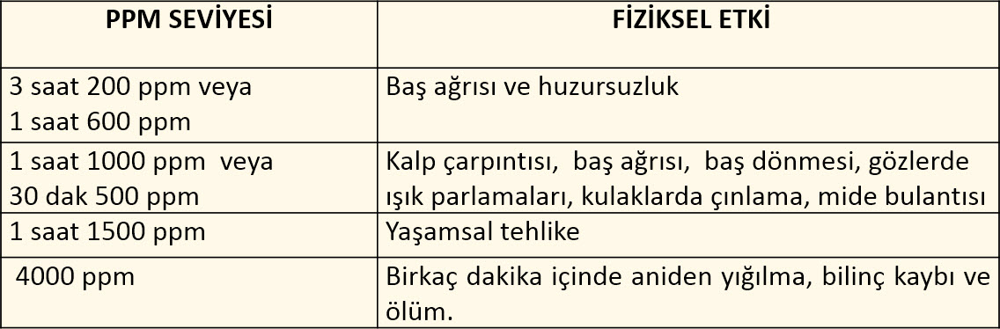 PPM SEVİYESİ
FİZİKSEL ETKİ
3 saat 200 ppm veya
1 saat 600 ppm
Baş ağrısı ve huzursuzluk
1 saat 1000 ppm  veya
30 dak 500 ppm
Kalp çarpıntısı,  baş ağrısı,  baş dönmesi, gözlerde
ışık parlamaları, kulaklarda çınlama, mide bulantısı
1 saat 1500 ppm
Yaşamsal tehlike
4000 ppm
Birkaç dakika içinde aniden yığılma, bilinç kaybı ve
ölüm.